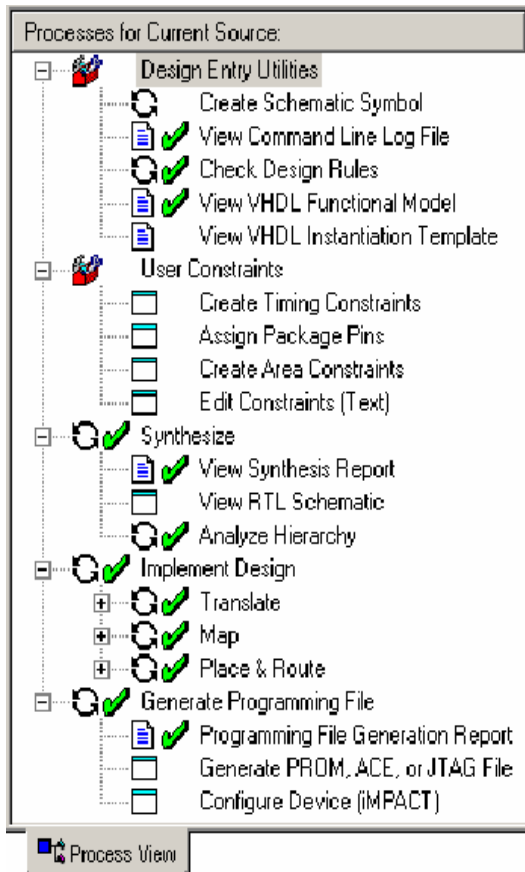 Processes for Current Source:
Design Entry Utilities
Create Schematic Symbol
View Command Line Log File
Check Design Rules
View VHDL Functional Model
View VHDL Instantiation Template
User Constraints
Create Timing Constraints
Assign Package Pins
Create Area Constraints
Edit Constraints (Text)
Synthesize
View Synthesis Report
View RTL Schematic
Analyze Hierarchy
Implement Design
Translate
Map
Place & Route
Generate Programming File
Programming File Generation Report
Generate PROM, ACE, or JTAG File
Configure Device (iMPACT)
Process View